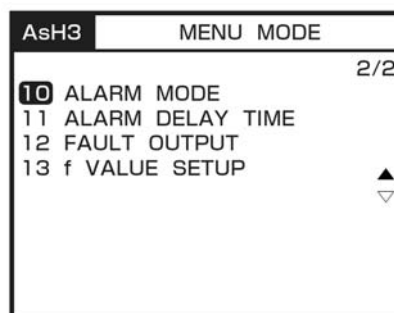 AsH3 MENU MODE
2/2
10 ALARM MODE
11 ALARM DELAY TIME
12 FAULT OUTPUT
13 f VALUE SETUP